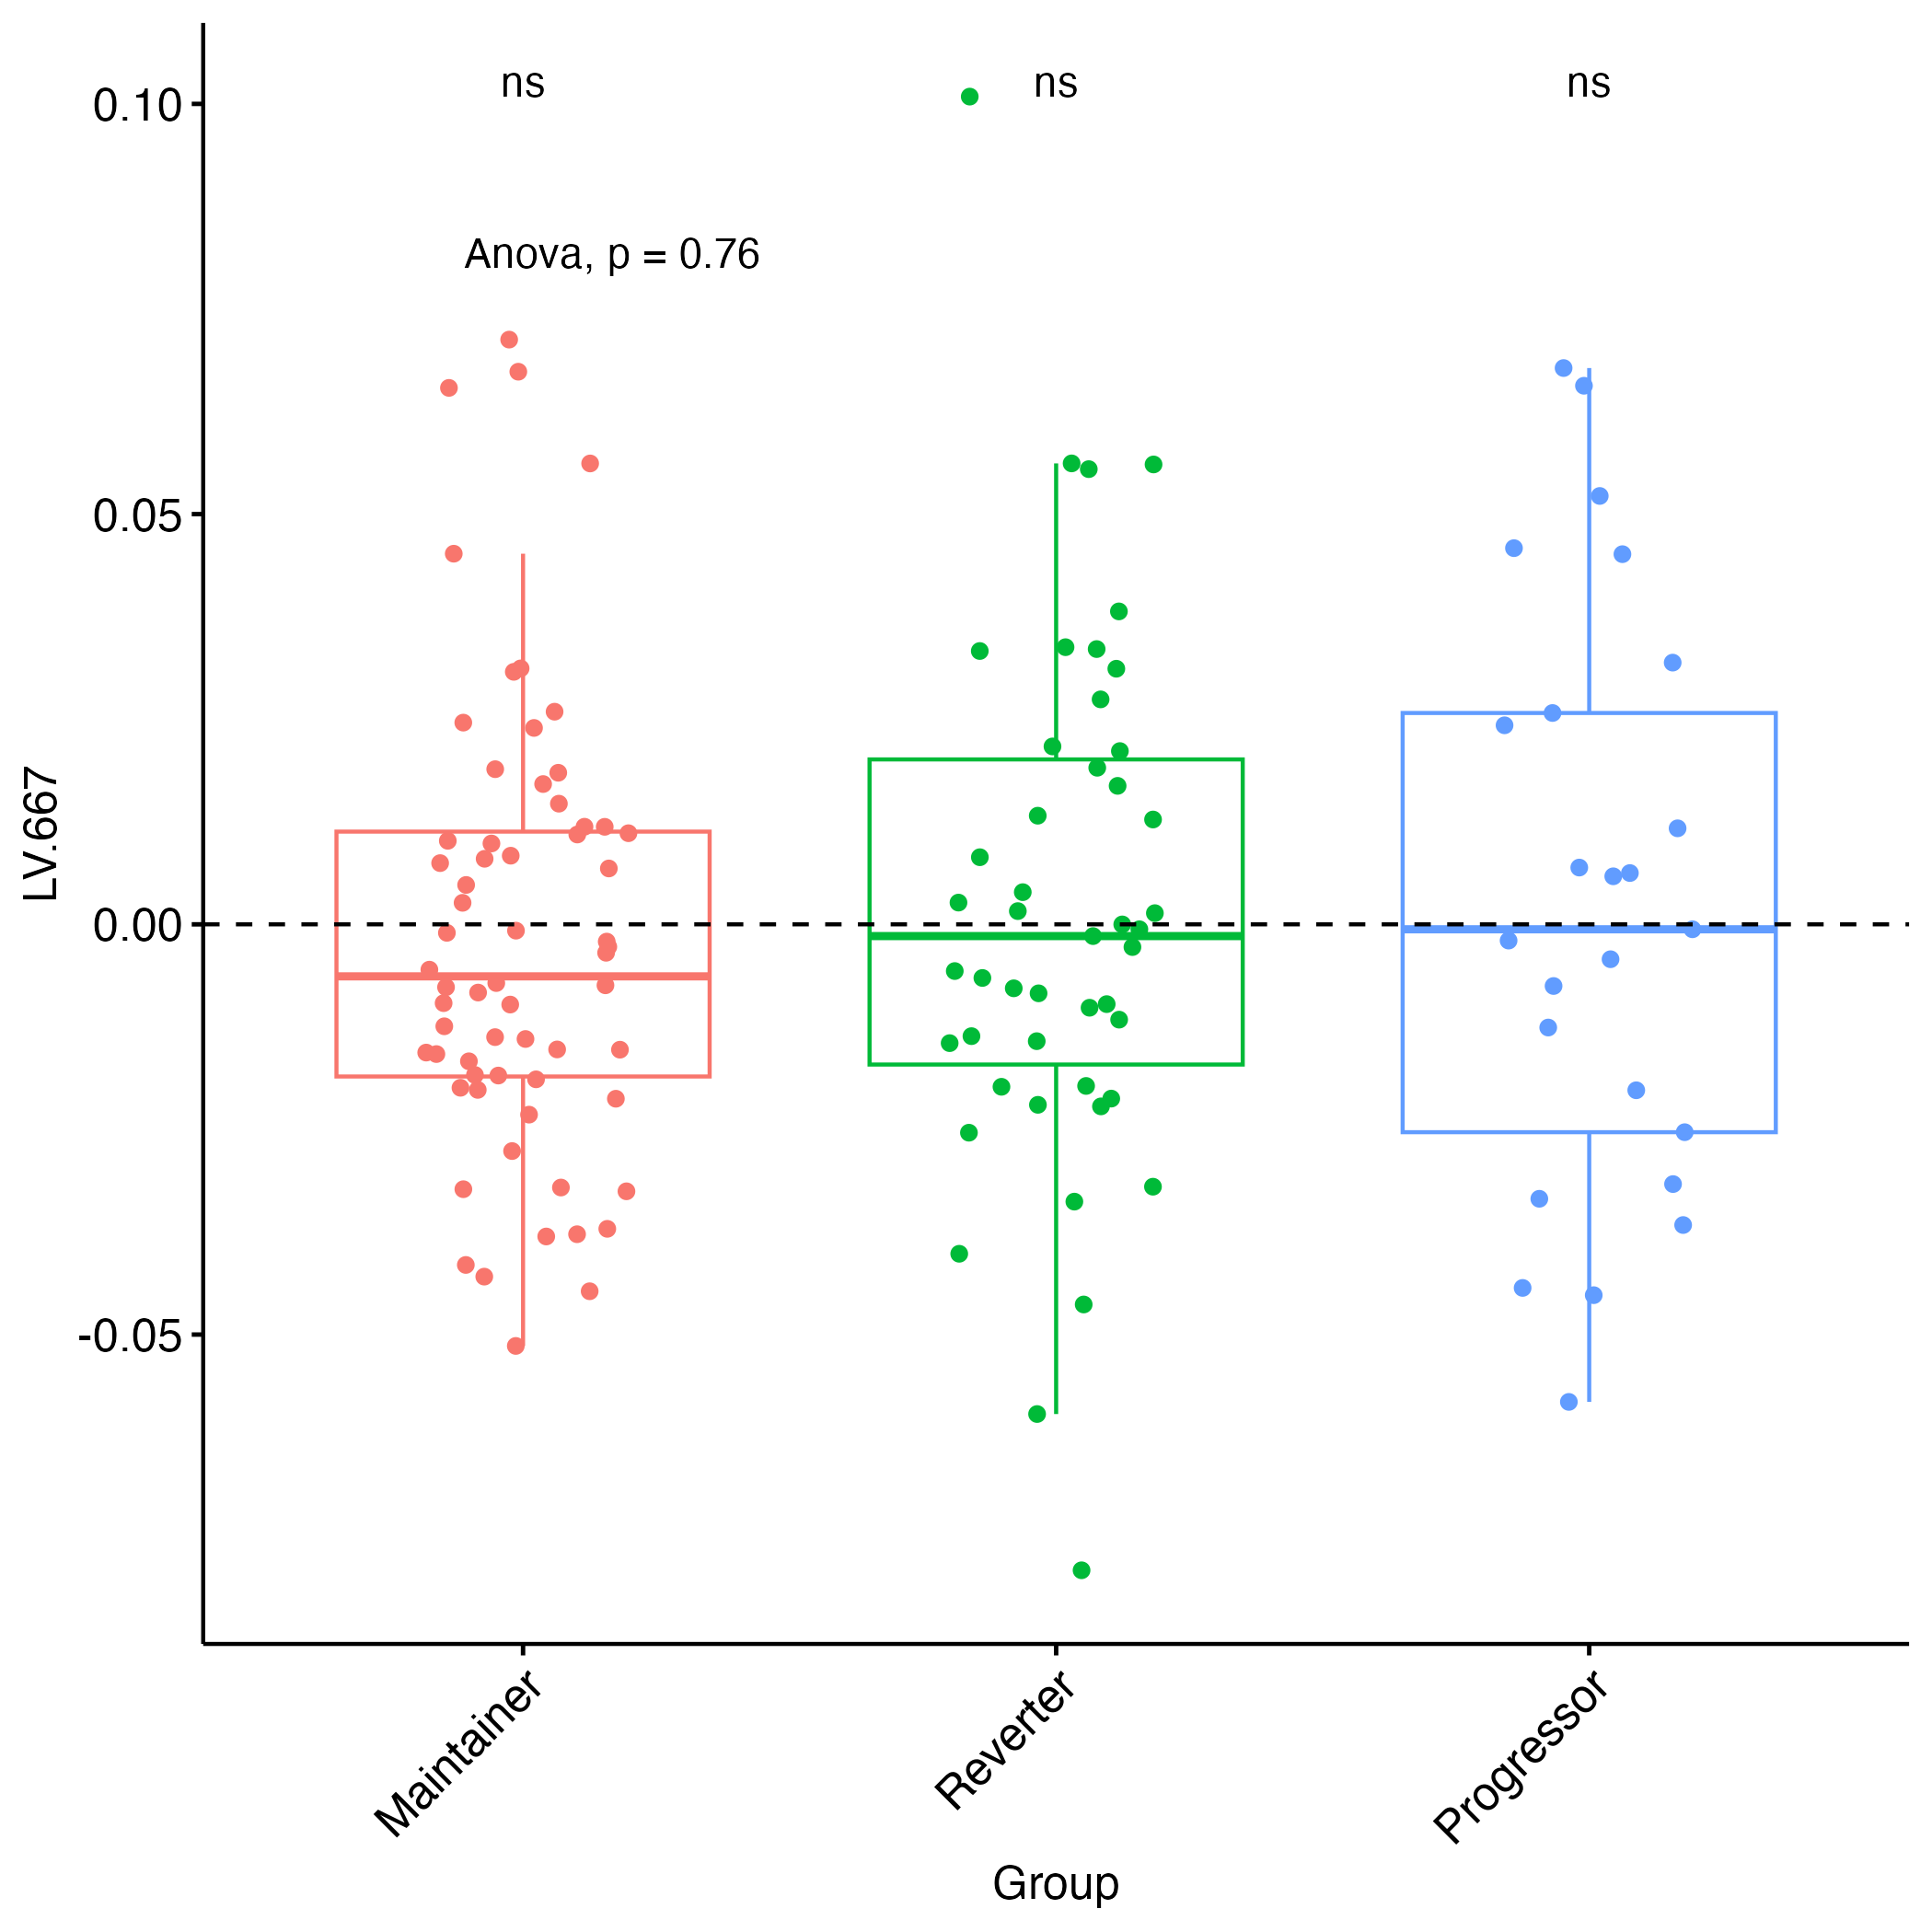 ns
ns
ns
Anova, p = 0.76
0.10
0.05
0.00
-0.05
LV.667
Maintainer
Reverter
Progressor
Group